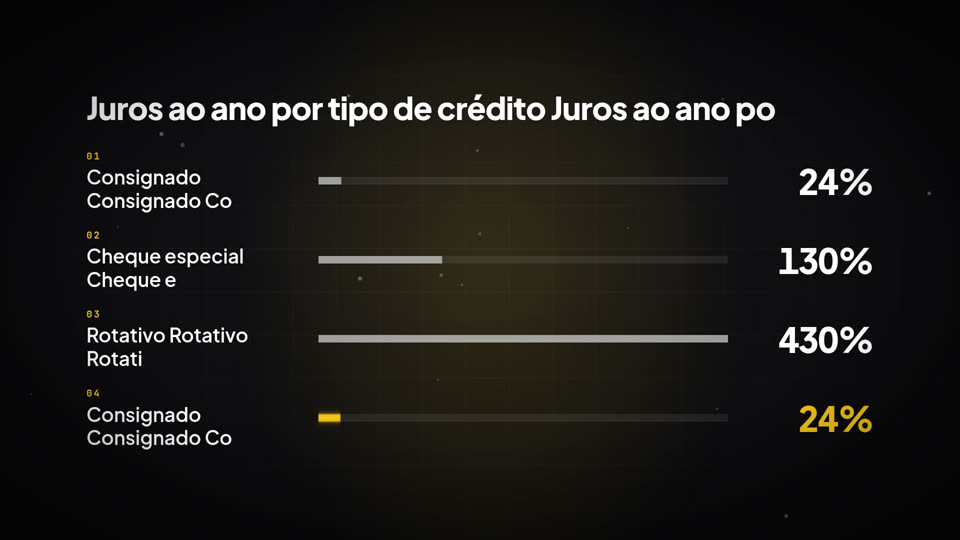 Juros ao ano por tipo de crédito Juros ao ano po
01
Consignado
Consignado Co
24%
02
Cheque especial
Cheque e
130%
03
Rotativo Rotativo
Rotati
430%
04
Consignado
Consignado Co
24%